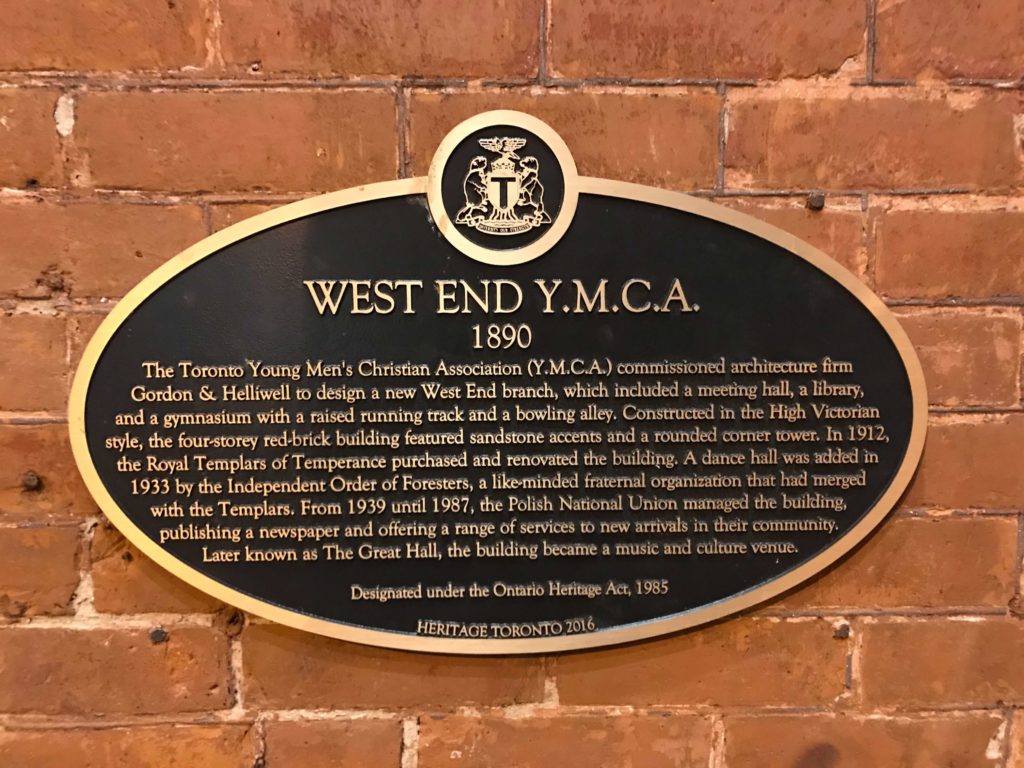 T
DIVERSITY OUR STRENGTH
WEST END Y.M.C.A.
1890
The Toronto Young Men's Christian Association (Y.M.C.A.) commissioned architecture firm
Gordon & Helliwell to design a new West End branch, which included a meeting hall, a library,
and a gymnasium with a raised running track and a bowling alley. Constructed in the High Victorian
style, the four-storey red-brick building featured sandstone accents and a rounded corner tower. In 1912,
the Royal Templars of Temperance purchased and renovated the building. A dance hall was added in
1933 by the Independent Order of Foresters, a like-minded fraternal organization that had merged
with the Templars. From 1939 until 1987, the Polish National Union managed the building,
publishing a newspaper and offering a range of services to new arrivals in their community.
Later known as The Great Hall, the building became a music and culture venue.
Designated under the Ontario Heritage Act, 1985
HERITAGE TORONTO 2016